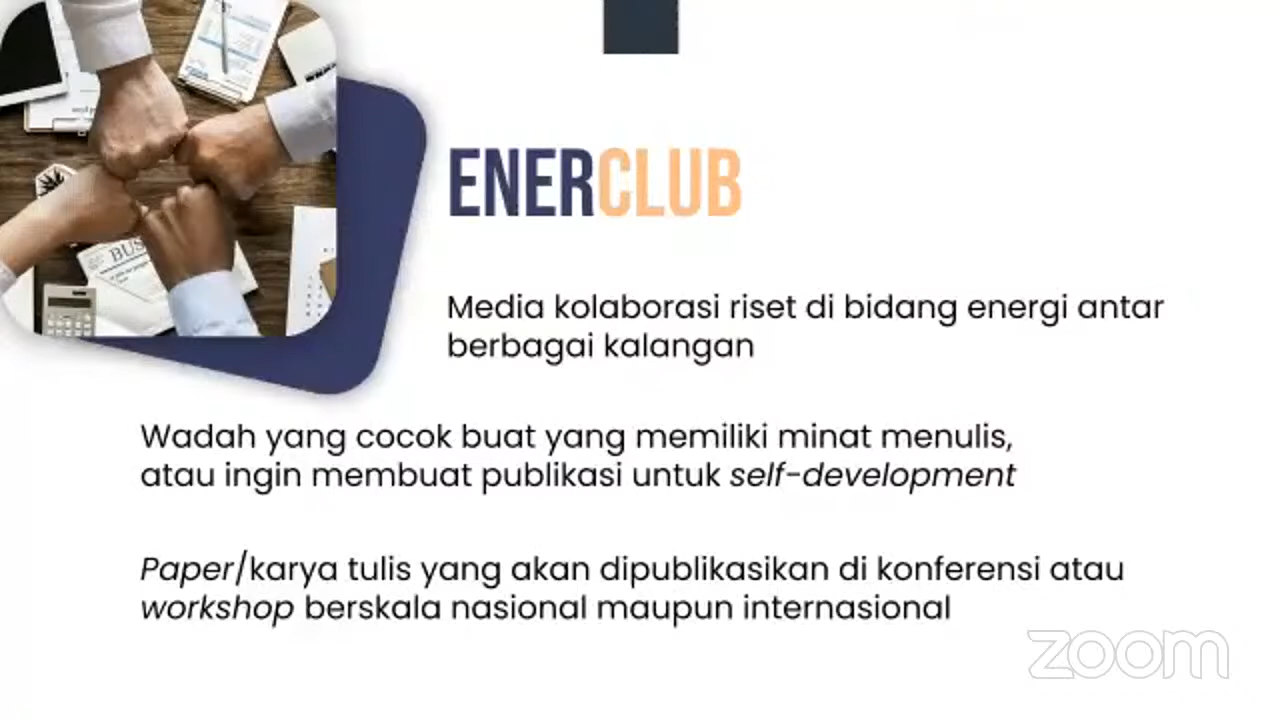 BUS
ENERCLUB
Media kolaborasi riset di bidang energi antar
berbagai kalangan
Wadah yang cocok buat yang memiliki minat menulis,
atau ingin membuat publikasi untuk self-development
Paper/karya tulis yang akan dipublikasikan di konferensi atau
workshop berskala nasional maupun internasional
zoom